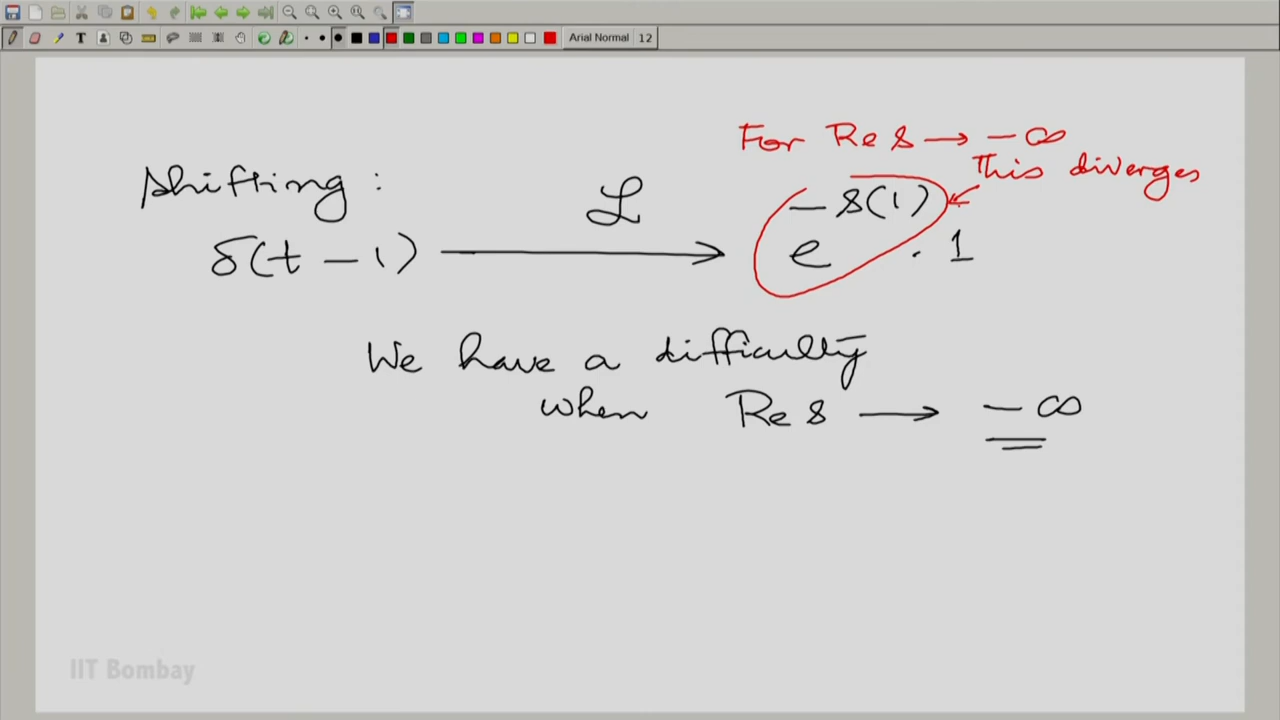 Arial Normal 12
For Re s → −∞
This diverges
Shifting :
δ(t − 1) ℒ→ e^{−s(1)} . 1
We have a difficulty
when Re s → −∞
IIT Bombay